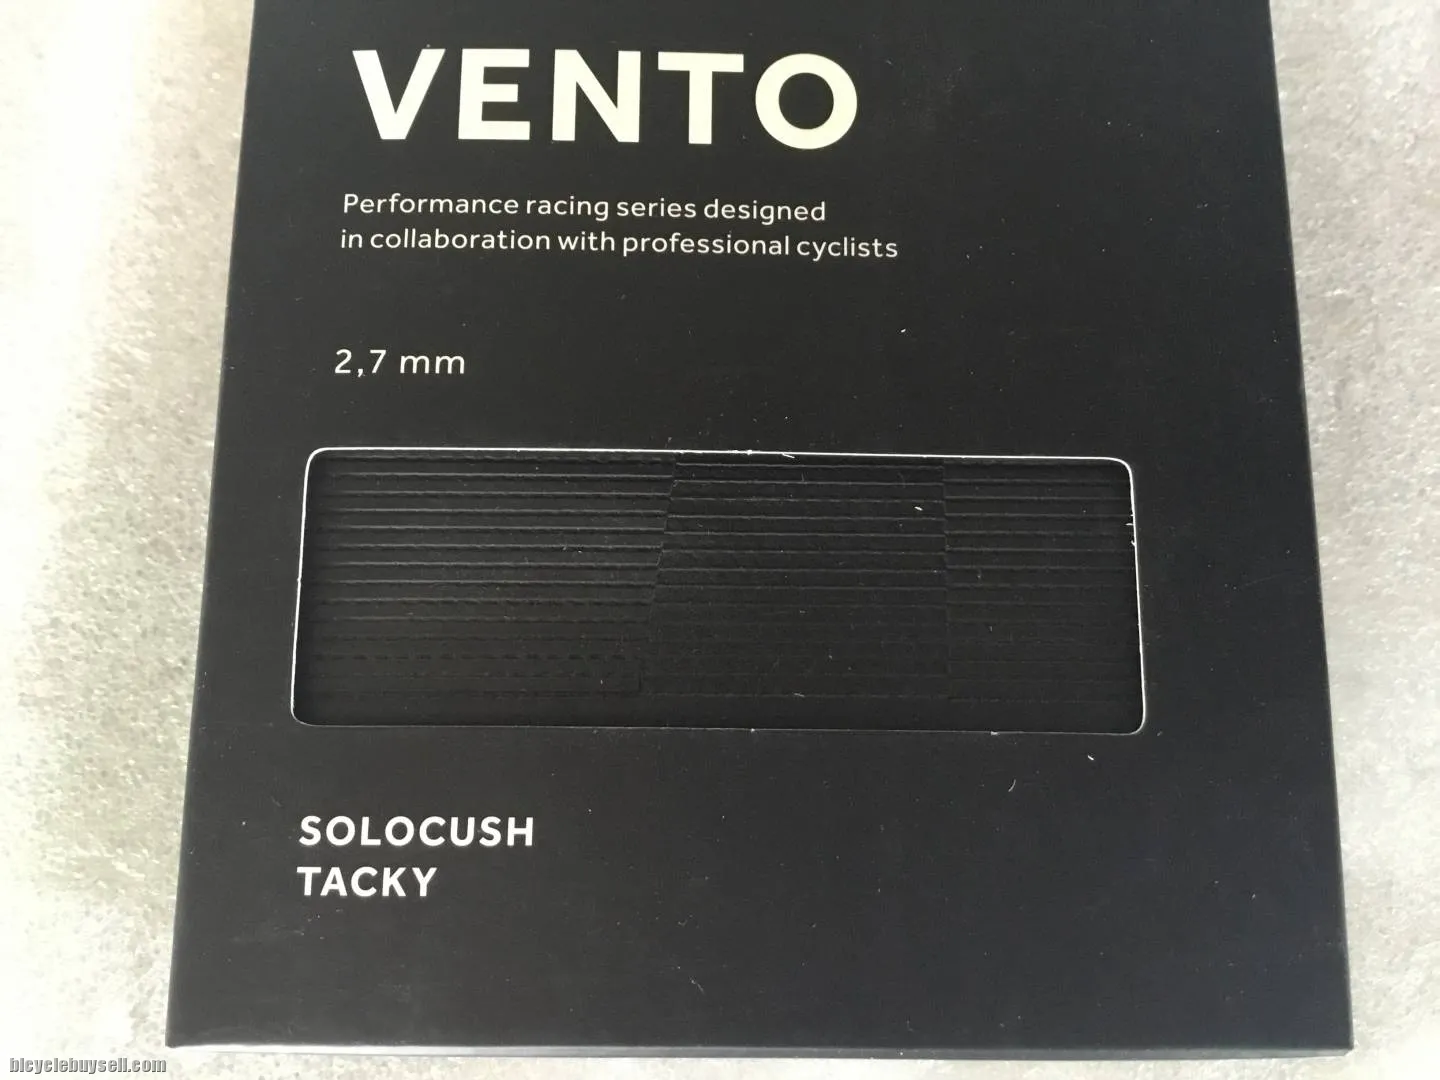 VENTO
Performance racing series designed
in collaboration with professional cyclists
2,7 mm
SOLOCUSH
TACKY
bicyclebuysell.com